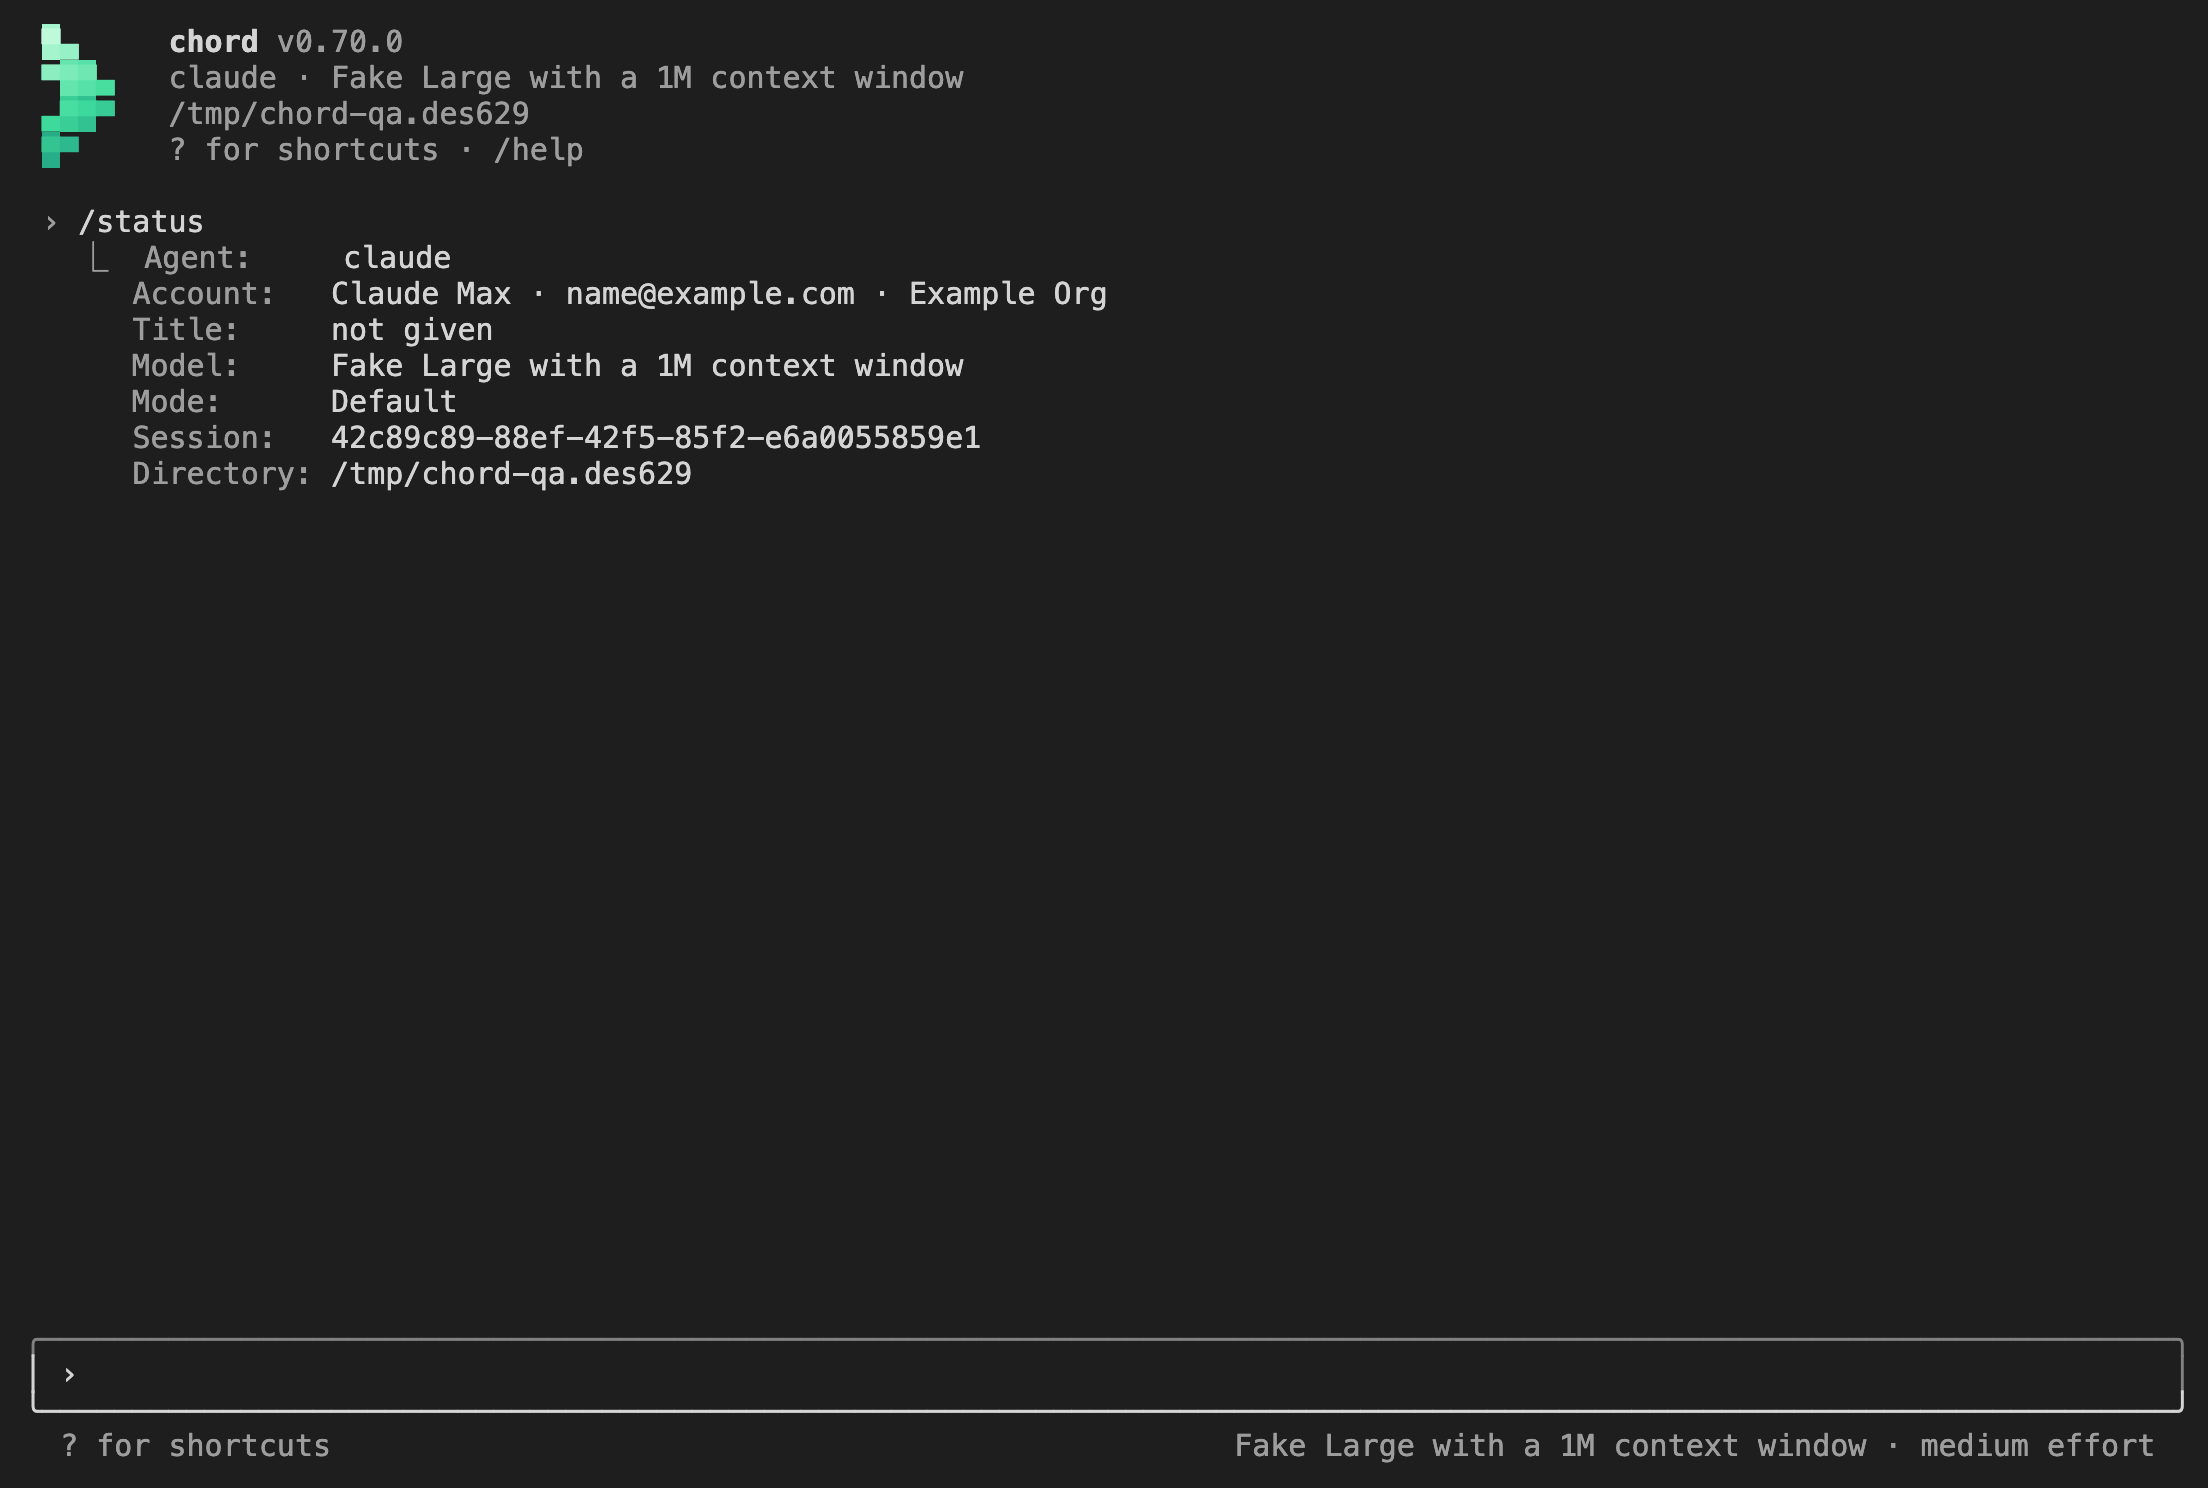 chord v0.70.0
claude · Fake Large with a 1M context window
/tmp/chord-qa.des629
? for shortcuts · /help
› /status
⎿  Agent:     claude
Account:   Claude Max · name@example.com · Example Org
Title:     not given
Model:     Fake Large with a 1M context window
Mode:      Default
Session:   42c89c89-88ef-42f5-85f2-e6a0055859e1
Directory: /tmp/chord-qa.des629
›
? for shortcuts
Fake Large with a 1M context window · medium effort